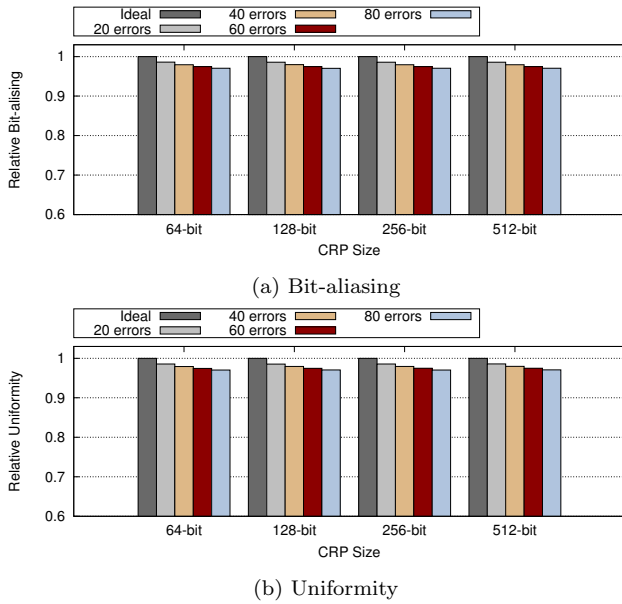 Ideal 40 errors 80 errors
20 errors 60 errors
1
0.9
0.8
0.7
0.6
Relative Bit-alising
64-bit 128-bit 256-bit 512-bit
CRP Size
(a) Bit-aliasing
Ideal 40 errors 80 errors
20 errors 60 errors
1
0.9
0.8
0.7
0.6
Relative Uniformity
64-bit 128-bit 256-bit 512-bit
CRP Size
(b) Uniformity